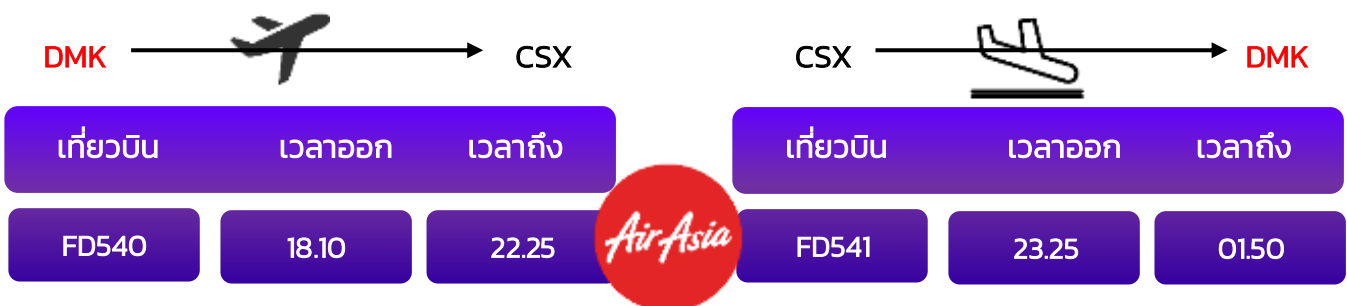 DMK CSX
เที่ยวบิน เวลาออก เวลาถึง
FD540 18.10 22.25
AirAsia
CSX DMK
เที่ยวบิน เวลาออก เวลาถึง
FD541 23.25 01.50